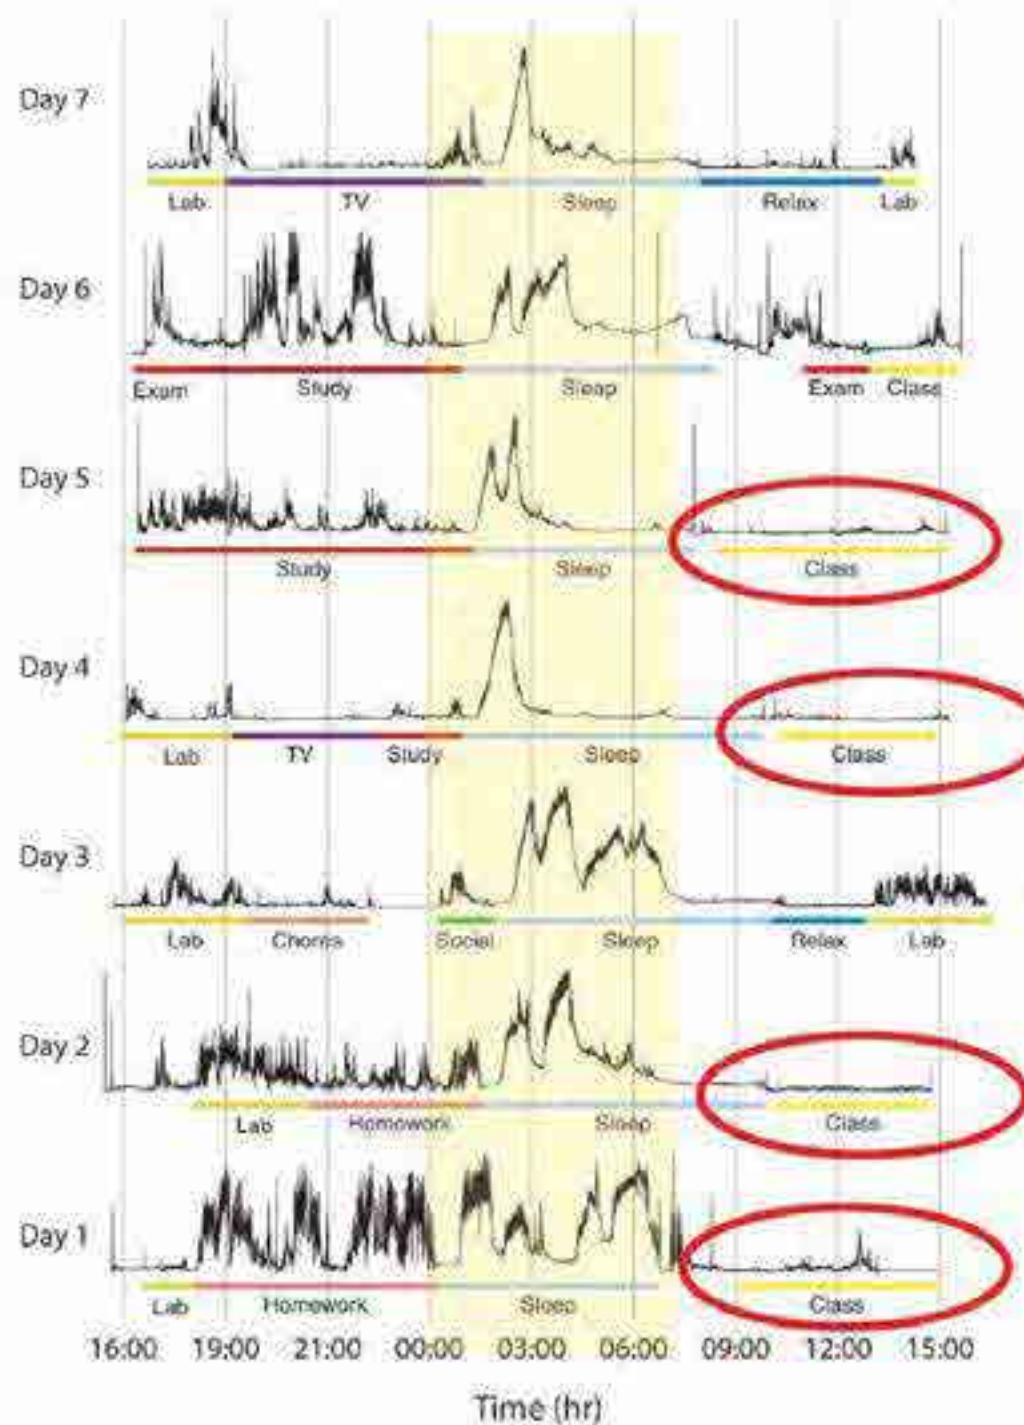 Day 7
Lab TV Sleep Relax Lab
Day 6
Exam Study Sleep Exam Class
Day 5
Study Sleep Class
Day 4
Lab TV Study Sleep Class
Day 3
Lab Chores Social Sleep Relax Lab
Day 2
Lab Homework Sleep Class
Day 1
Lab Homework Sleep Class
16:00 19:00 21:00 00:00 03:00 06:00 09:00 12:00 15:00
Time (hr)